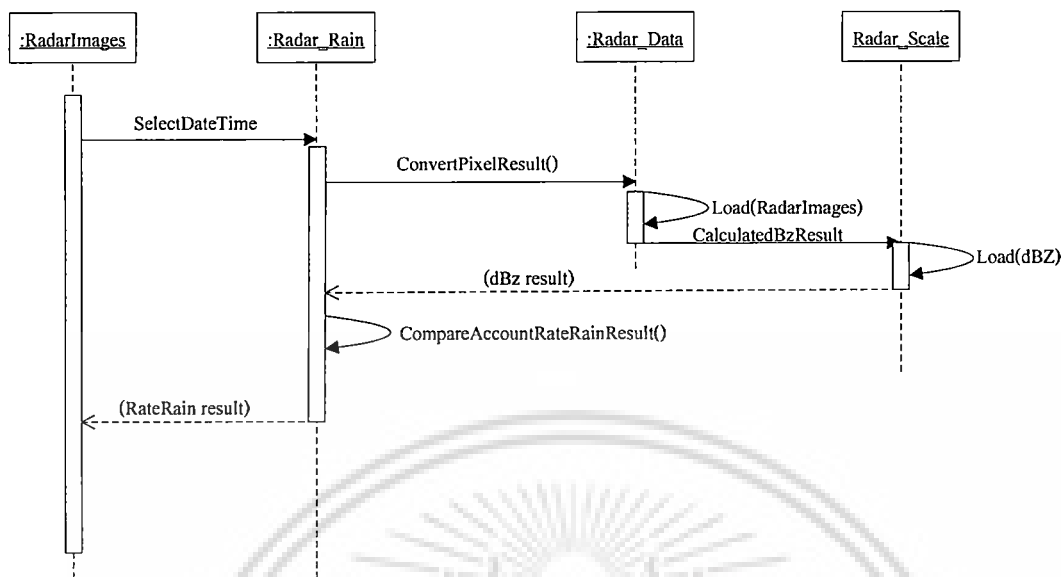 :RadarImages
:Radar_Rain
:Radar_Data
Radar_Scale
SelectDateTime
ConvertPixelResult()
Load(RadarImages)
CalculatedBzResult
Load(dBZ)
(dBz result)
CompareAccountRateRainResult()
(RateRain result)